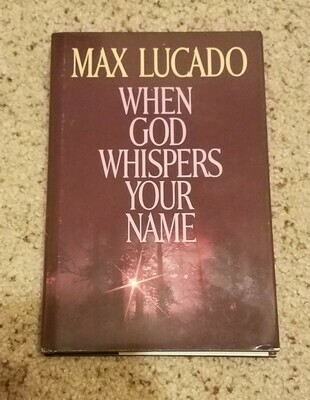 MAX LUCADO
WHEN
GOD
WHISPERS
YOUR
NAME